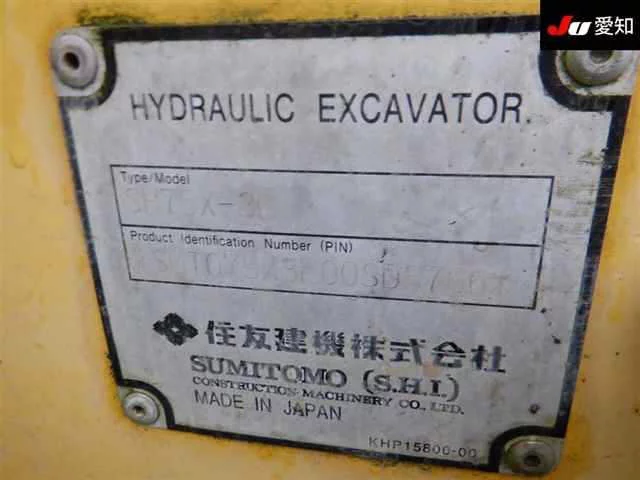 JU 愛知
HYDRAULIC EXCAVATOR.
Type/Model
Product Identification Number (PIN)
住友建機株式会社
SUMITOMO (S.H.I.)
CONSTRUCTION MACHINERY CO., LTD.
MADE IN JAPAN
KHP15800-00